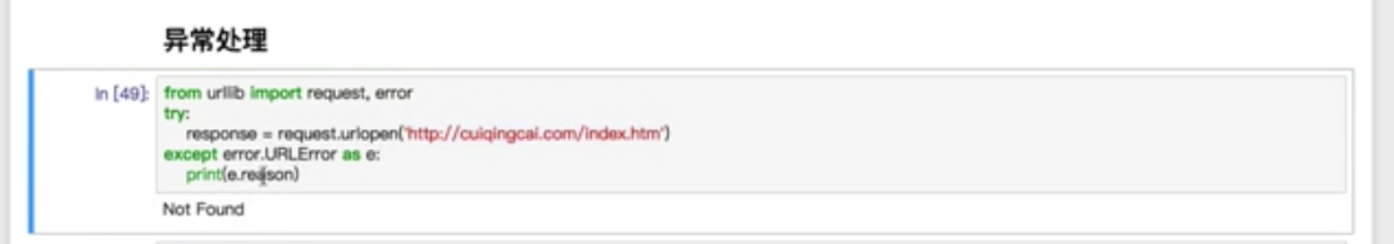 异常处理
In [49]:
from urllib import request, error
try:
    response = request.urlopen('http://cuiqingcai.com/index.htm')
except error.URLError as e:
    print(e.reason)
Not Found